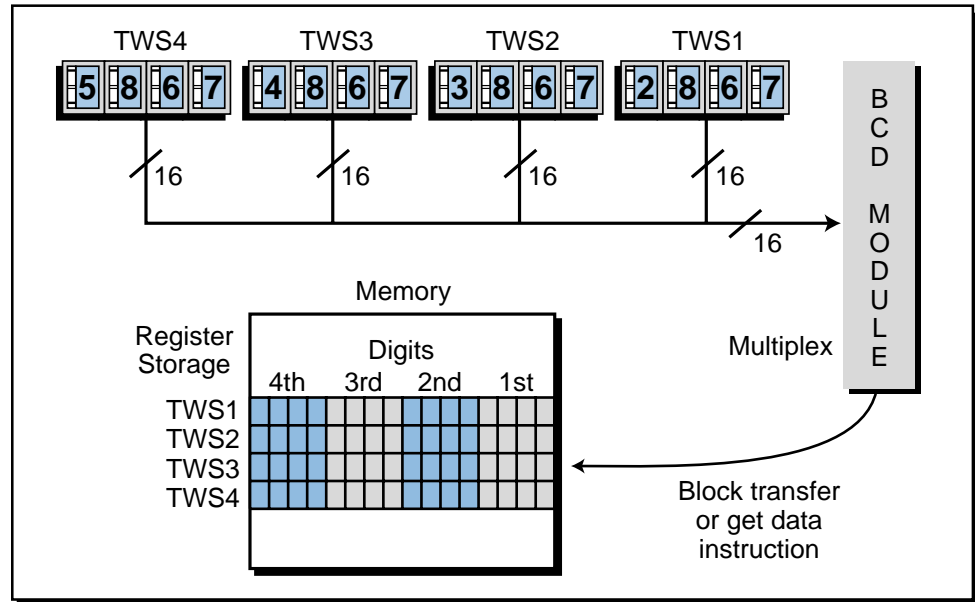 TWS4 TWS3 TWS2 TWS1
5 8 6 7 4 8 6 7 3 8 6 7 2 8 6 7
16 16 16 16
16
BCD MODULE
Memory
Register
Storage
Digits
4th 3rd 2nd 1st
TWS1
TWS2
TWS3
TWS4
Multiplex
Block transfer
or get data
instruction